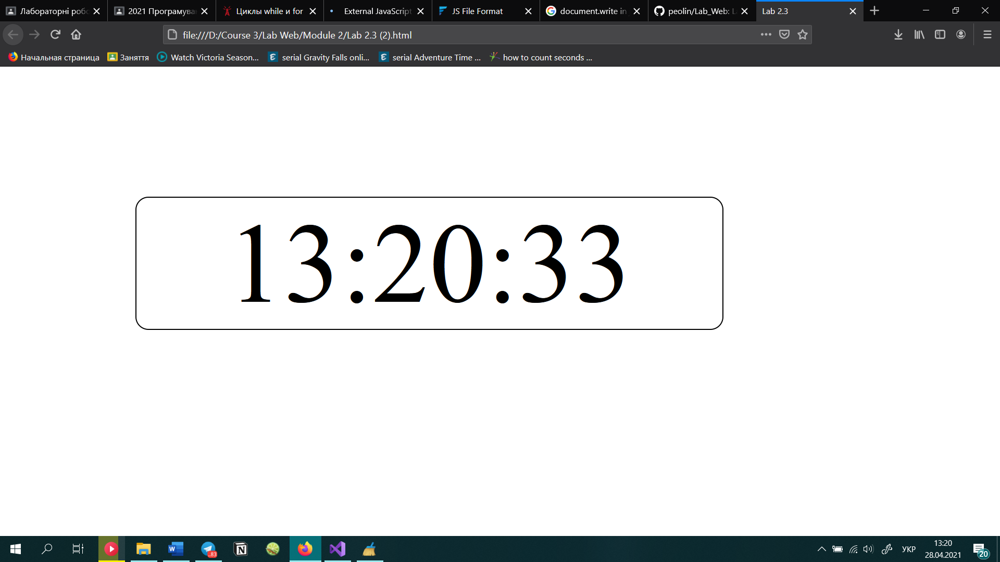 Лабораторні робо
2021 Програмуван
Циклы while и for
External JavaScript
JS File Format
document.write in
peolin/Lab_Web: L
Lab 2.3
file:///D:/Course 3/Lab Web/Module 2/Lab 2.3 (2).html
Начальная страница
Заняття
Watch Victoria Season...
serial Gravity Falls onli...
serial Adventure Time ...
how to count seconds ...
13:20:33
..83
УКР
13:20
28.04.2021
20